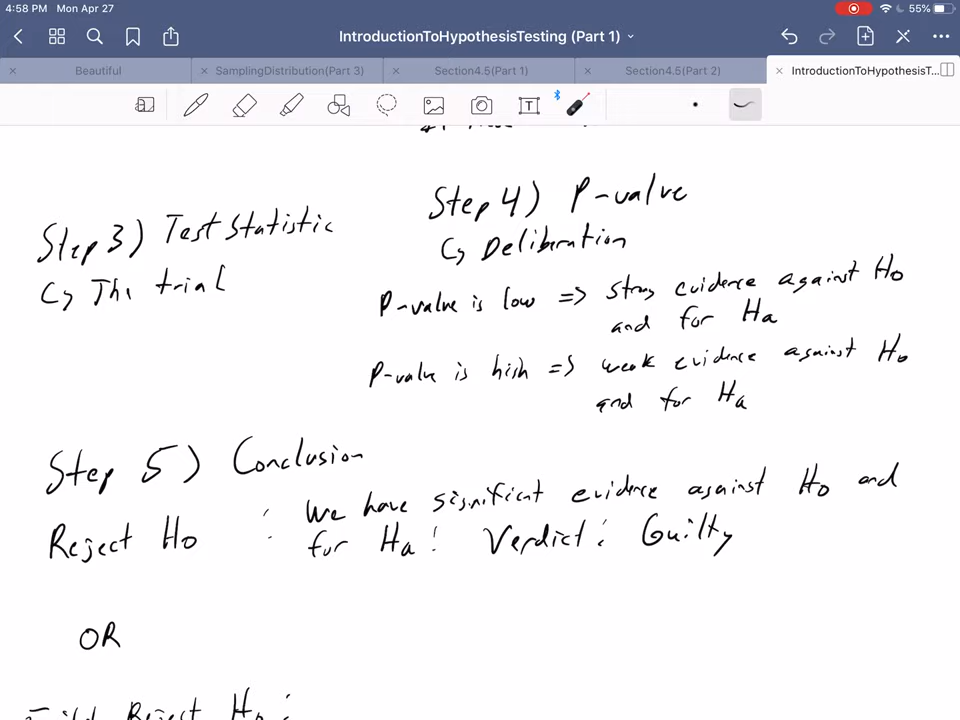 4:58 PM Mon Apr 27
55%
IntroductionToHypothesisTesting (Part 1)
Beautiful
SamplingDistribution(Part 3)
Section4.5(Part 1)
Section4.5(Part 2)
IntroductionToHypothesisT...
Step 3) Test Statistic
↳ The trial
Step 4) P-value
↳ Deliberation
P-value is low => strong evidence against Ho
and for Ha
P-value is high => weak evidence against Ho
and for Ha
Step 5) Conclusion
Reject Ho : We have significant evidence against Ho and
for Ha! Verdict: Guilty
OR
Reject Ho: